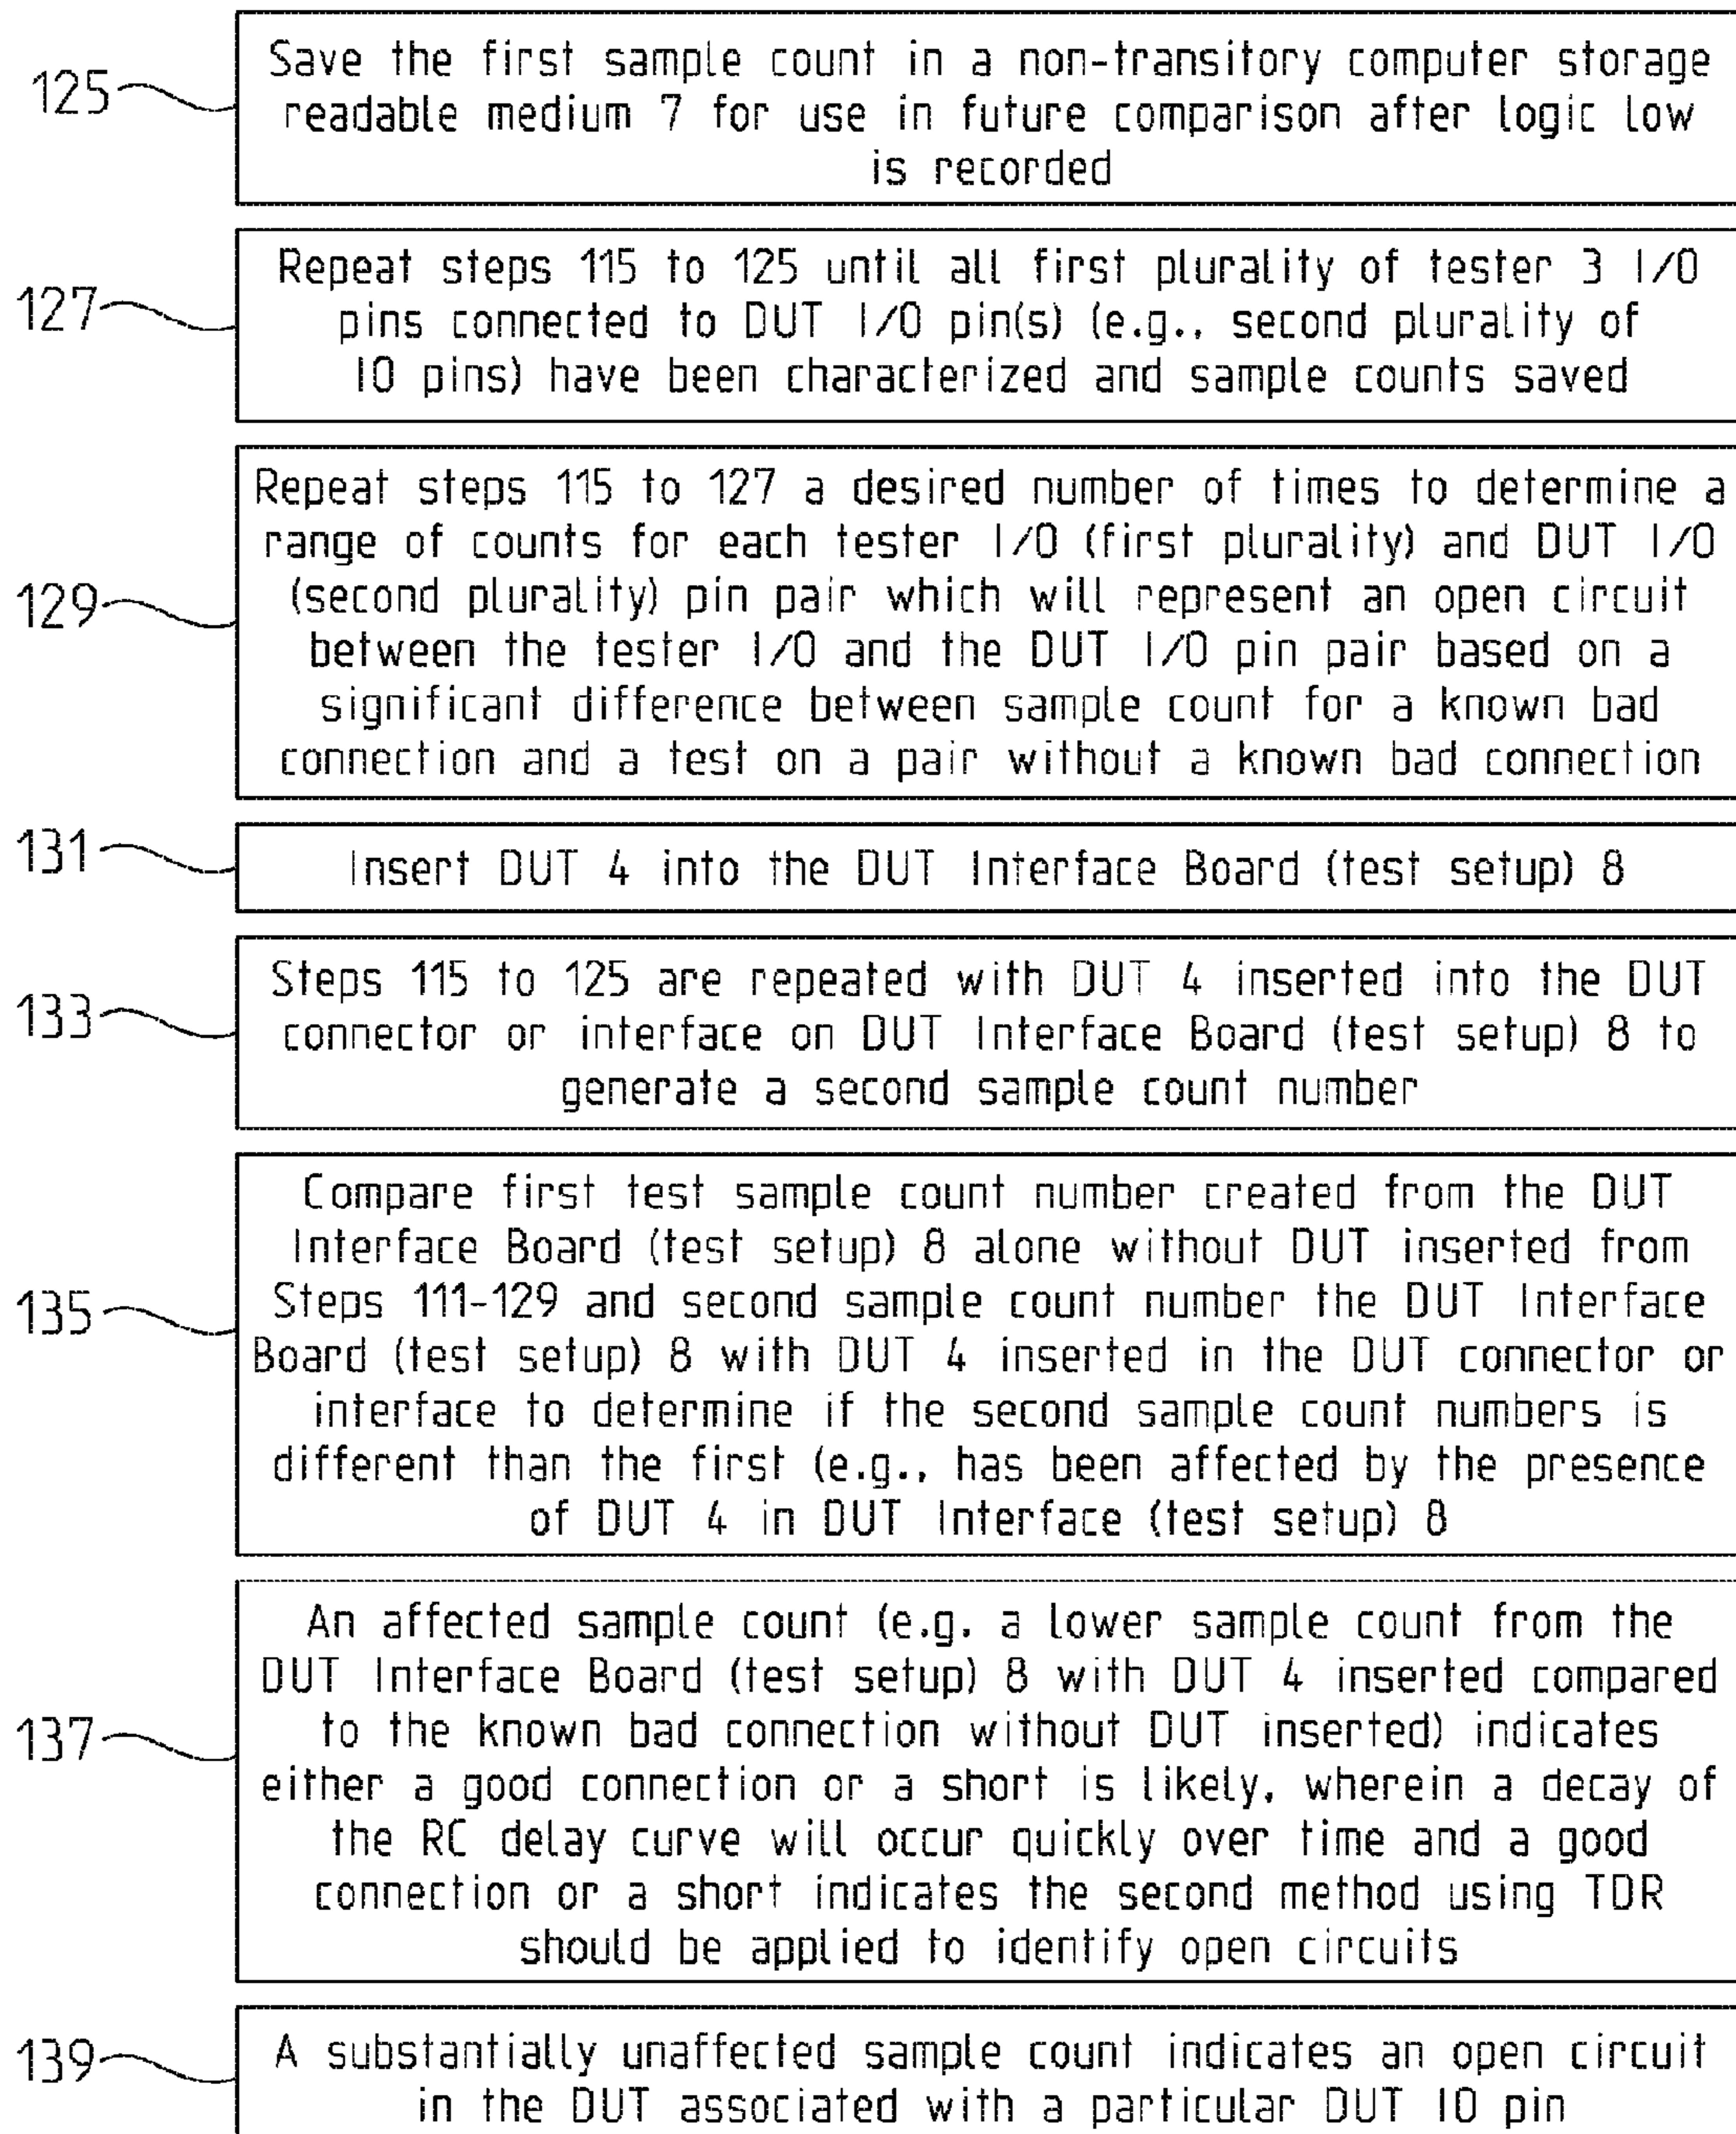 125
Save the first sample count in a non-transitory computer storage
readable medium 7 for use in future comparison after logic low
is recorded
127
Repeat steps 115 to 125 until all first plurality of tester 3 I/O
pins connected to DUT I/O pin(s) (e.g., second plurality of
IO pins) have been characterized and sample counts saved
129
Repeat steps 115 to 127 a desired number of times to determine a
range of counts for each tester I/O (first plurality) and DUT I/O
(second plurality) pin pair which will represent an open circuit
between the tester I/O and the DUT I/O pin pair based on a
significant difference between sample count for a known bad
connection and a test on a pair without a known bad connection
131
Insert DUT 4 into the DUT Interface Board (test setup) 8
133
Steps 115 to 125 are repeated with DUT 4 inserted into the DUT
connector or interface on DUT Interface Board (test setup) 8 to
generate a second sample count number
135
Compare first test sample count number created from the DUT
Interface Board (test setup) 8 alone without DUT inserted from
Steps 111-129 and second sample count number the DUT Interface
Board (test setup) 8 with DUT 4 inserted in the DUT connector or
interface to determine if the second sample count numbers is
different than the first (e.g., has been affected by the presence
of DUT 4 in DUT Interface (test setup) 8
137
An affected sample count (e.g. a lower sample count from the
DUT Interface Board (test setup) 8 with DUT 4 inserted compared
to the known bad connection without DUT inserted) indicates
either a good connection or a short is likely, wherein a decay of
the RC delay curve will occur quickly over time and a good
connection or a short indicates the second method using TDR
should be applied to identify open circuits
139
A substantially unaffected sample count indicates an open circuit
in the DUT associated with a particular DUT IO pin